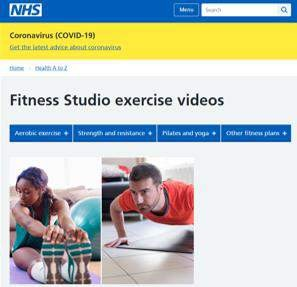 NHS
Menu
Search
Coronavirus (COVID-19)
Get the latest advice about coronavirus
Home
Health A to Z
Fitness Studio exercise videos
Aerobic exercise +
Strength and resistance +
Pilates and yoga +
Other fitness plans +